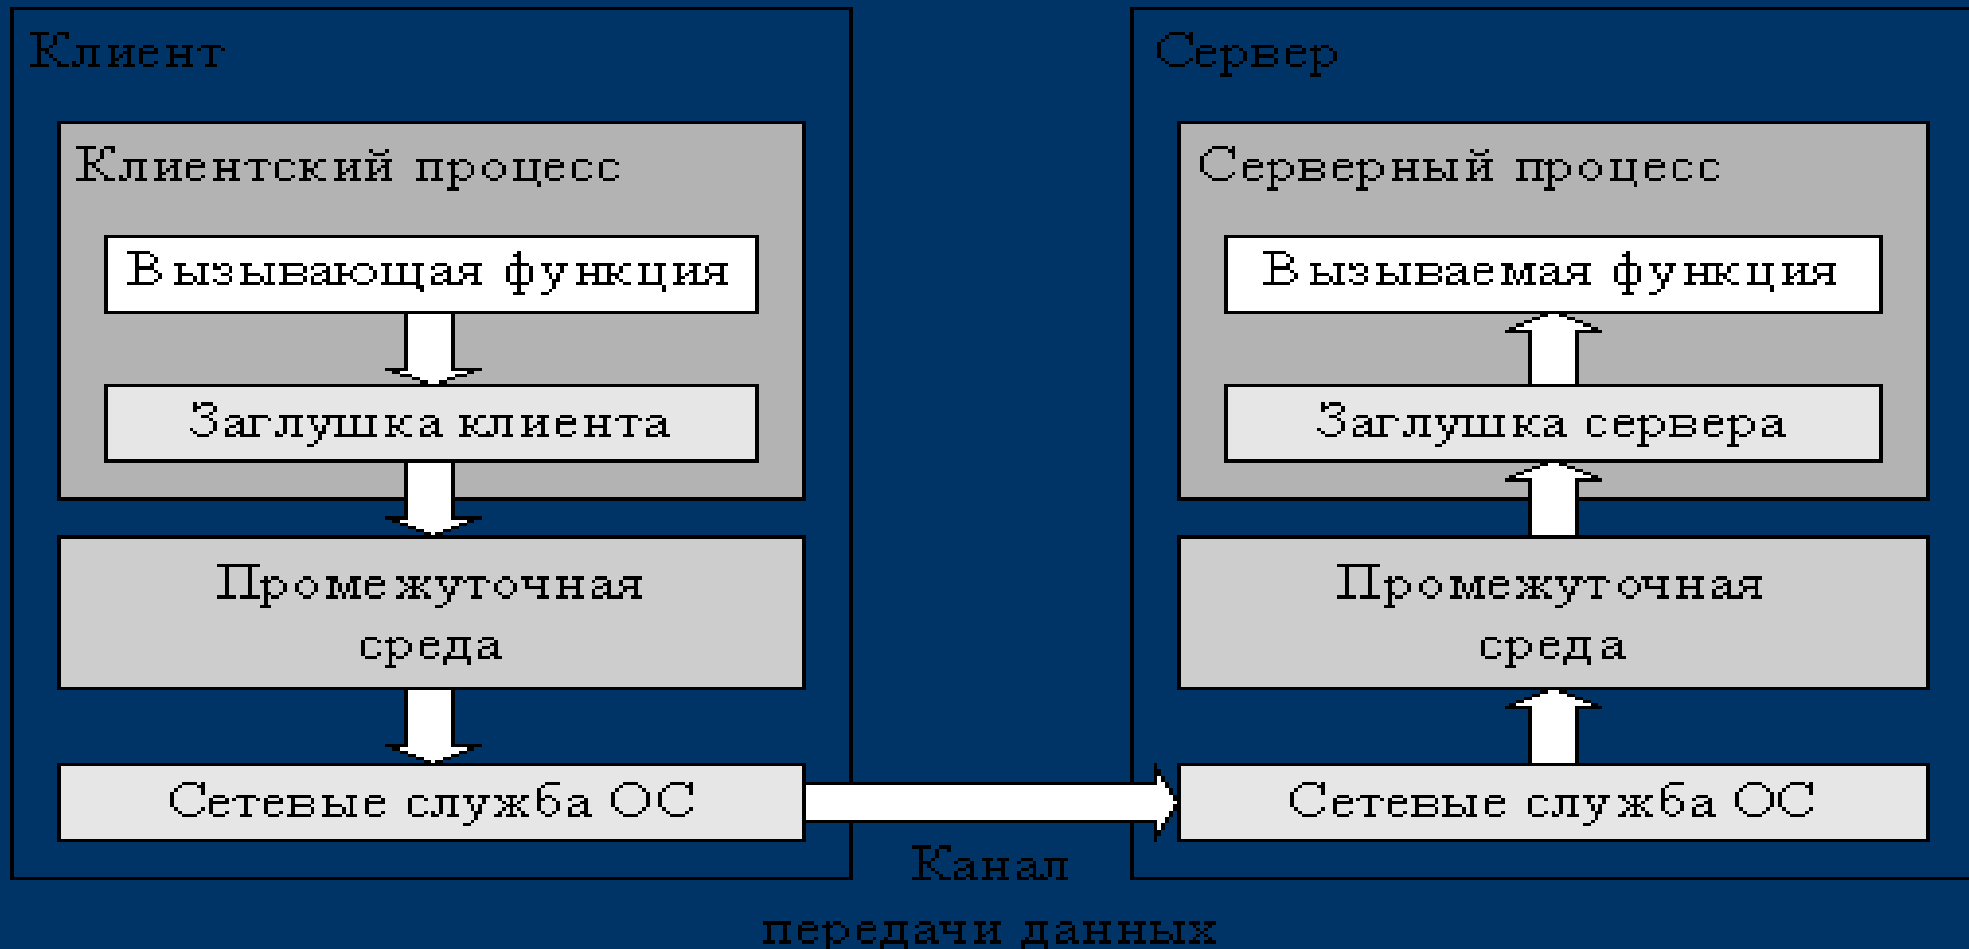 Клиент
Клиентский процесс
Вызывающая функция
Заглушка клиента
Промежуточная
среда
Сетевые служба ОС
Сервер
Серверный процесс
Вызываемая функция
Заглушка сервера
Промежуточная
среда
Сетевые служба ОС
Канал
передачи данных